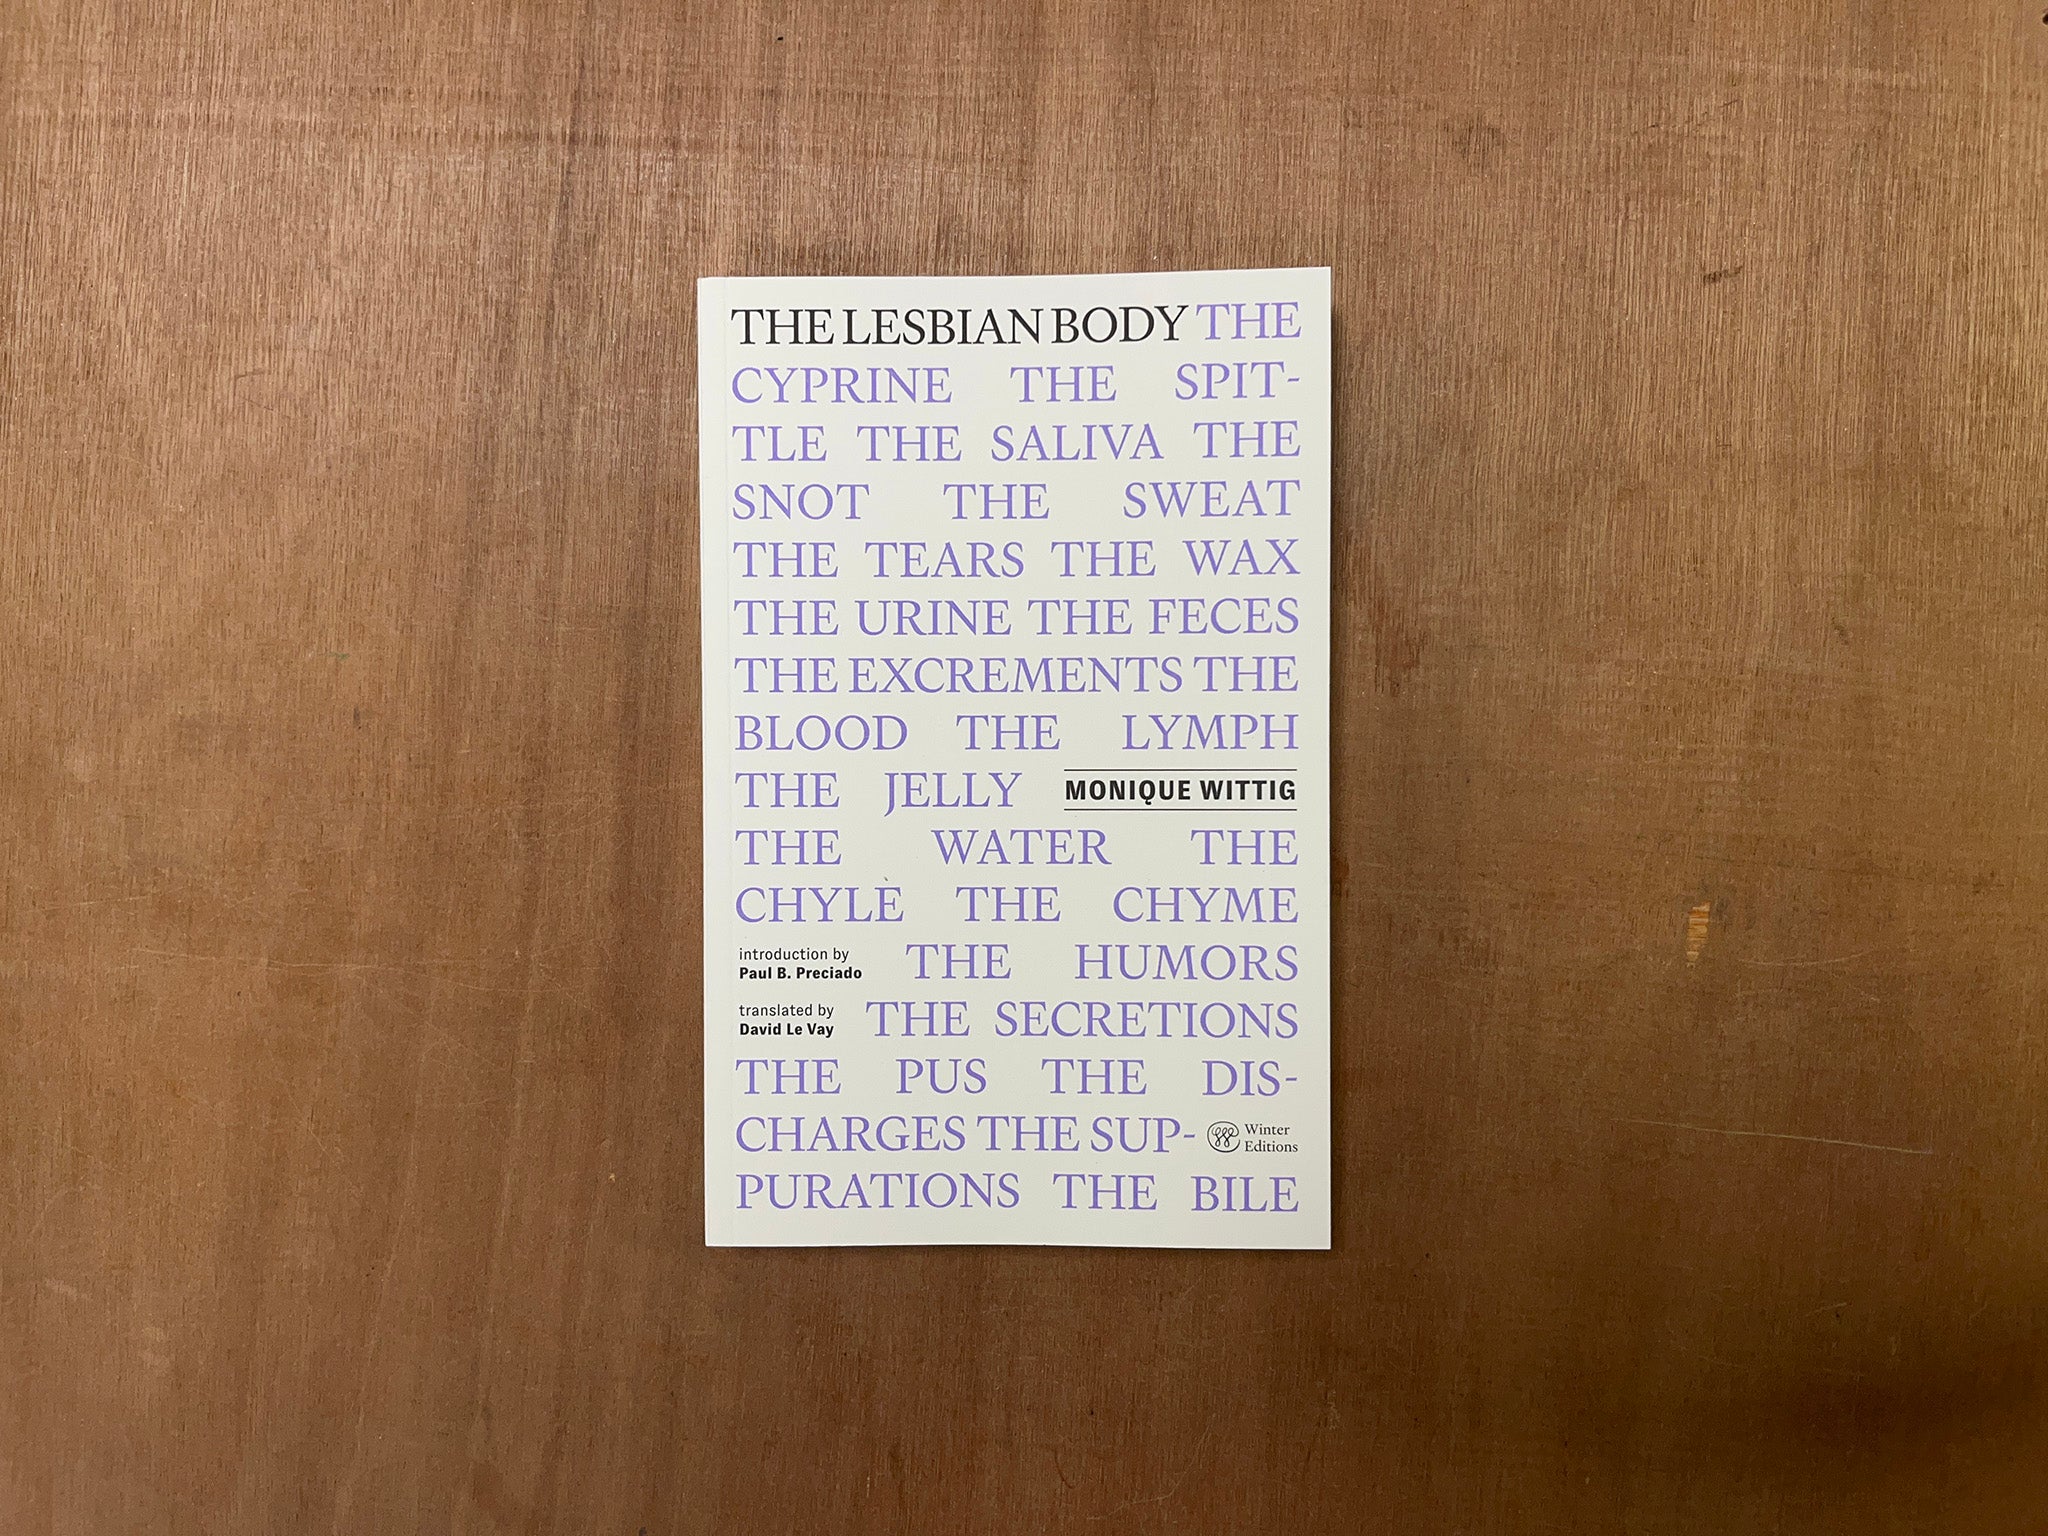 THE LESBIAN BODY THE
CYPRINE THE SPIT-
TLE THE SALIVA THE
SNOT THE SWEAT
THE TEARS THE WAX
THE URINE THE FECES
THE EXCREMENTS THE
BLOOD THE LYMPH
THE JELLY MONIQUE WITTIG
THE WATER THE
CHYLE THE CHYME
introduction by
Paul B. Preciado
THE HUMORS
translated by
David Le Vay
THE SECRETIONS
THE PUS THE DIS-
CHARGES THE SUP-
Winter
Editions
PURATIONS THE BILE